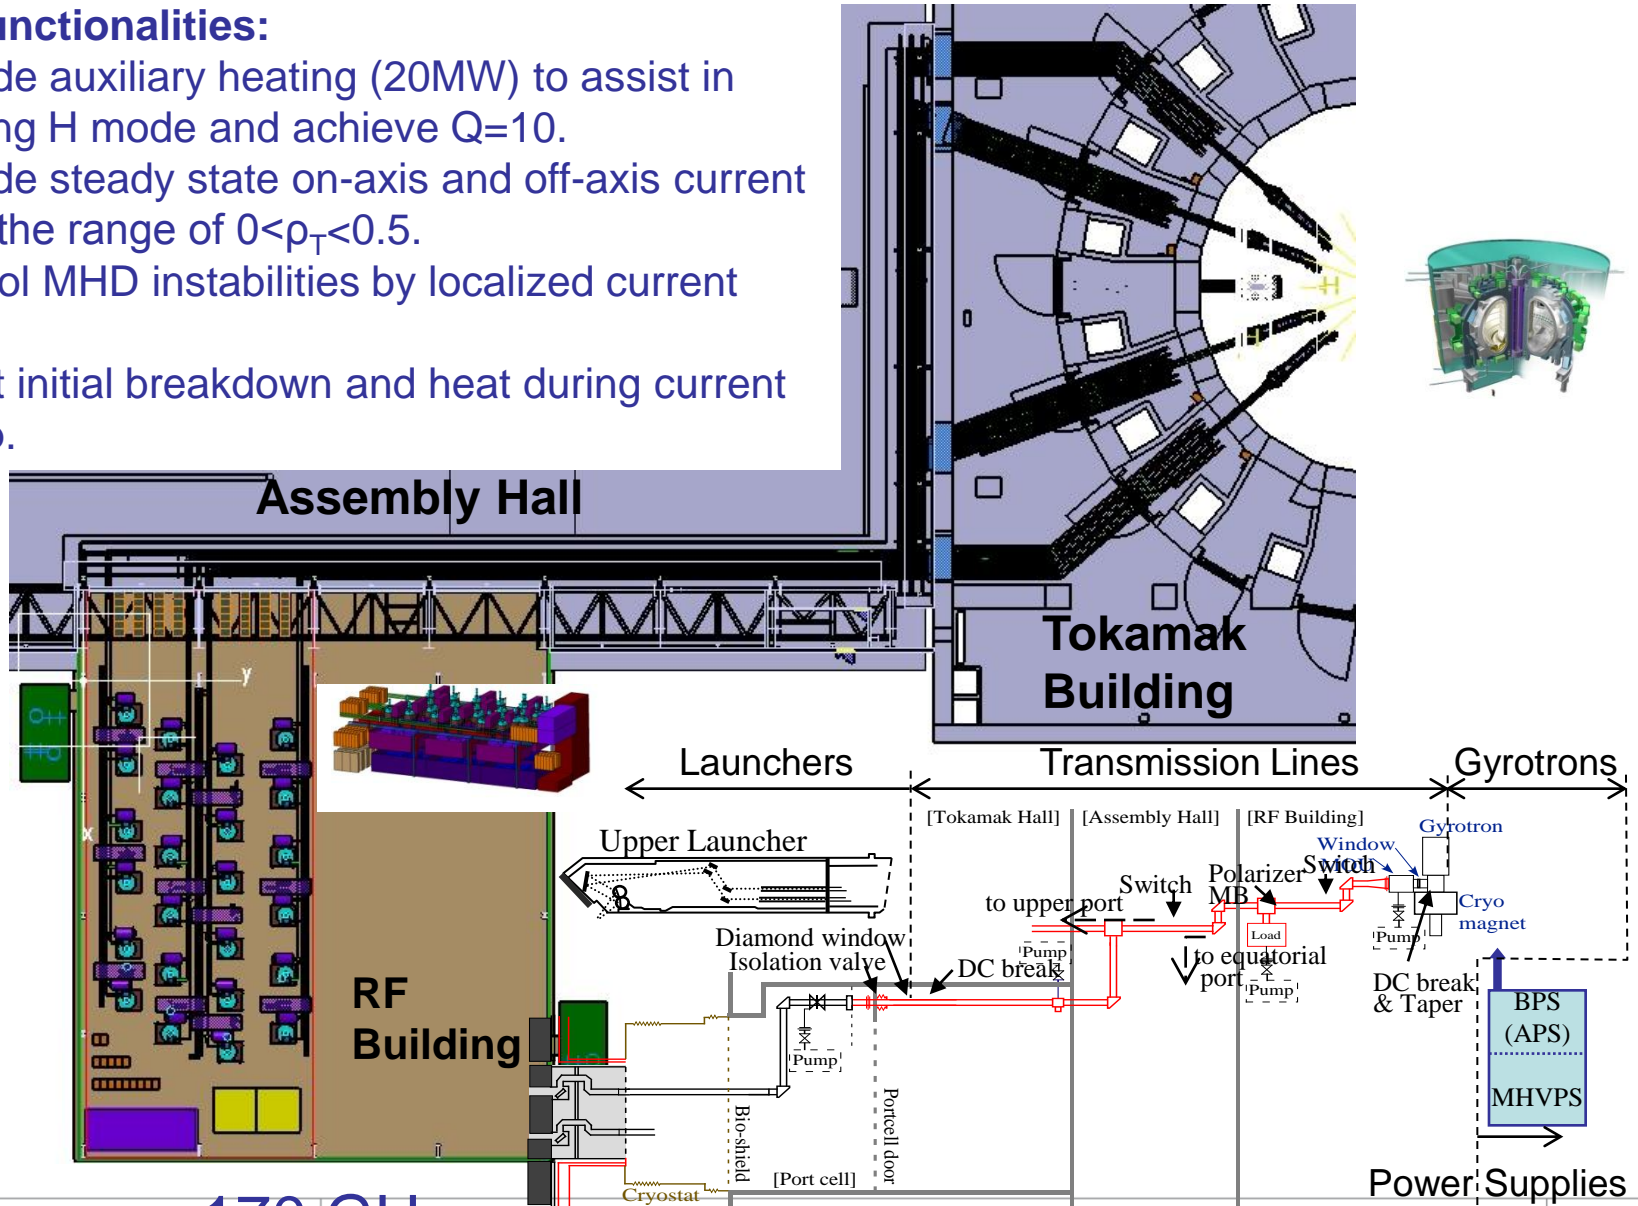 unctionalities:
de auxiliary heating (20MW) to assist in
ng H mode and achieve Q=10.
de steady state on-axis and off-axis current
the range of 0<ρT<0.5.
ol MHD instabilities by localized current
t initial breakdown and heat during current
Assembly Hall
Tokamak
Building
y
x
RF
Building
Launchers
Transmission Lines
Gyrotrons
[Tokamak Hall]
[Assembly Hall]
[RF Building]
Upper Launcher
Window
Gyrotron
Switch
Polarizer
MB
Switch
to upper port
Cryo
magnet
Load
Pump
Diamond window
Isolation valve
DC break
Pump
to equatorial
port
Pump
DC break
& Taper
BPS
(APS)
MHVPS
Pump
Bio-shield
Portcell door
[Port cell]
Cryostat
Power Supplies